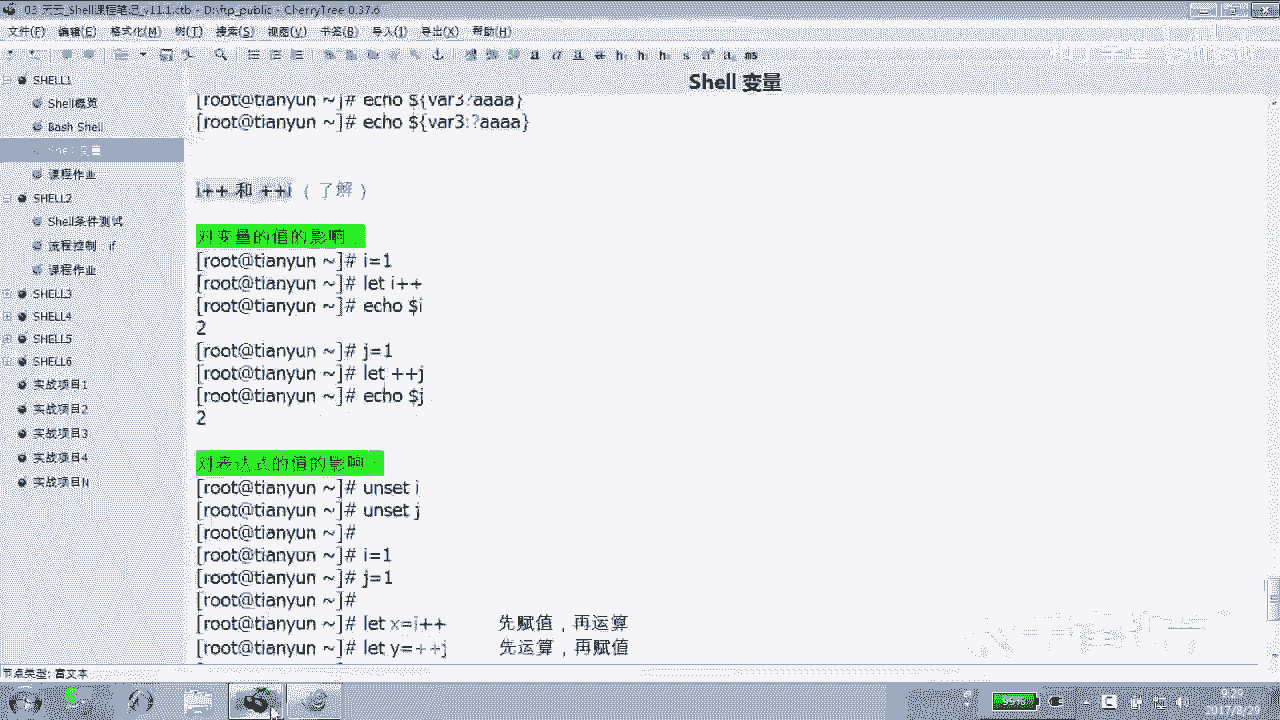 03_天云_Shell课程笔记_v11.1.ctb - D:\ftp_public - CherryTree 0.37.6
文件(F) 编辑(E) 格式化(M) 树(T) 搜索(S) 视图(V) 书签(B) 导入(I) 导出(X) 帮助(H)
Shell 变量
SHELL1
Shell概览
Bash Shell
Shell 变量
课程作业
SHELL2
Shell条件测试
流程控制：if
课程作业
SHELL3
SHELL4
SHELL5
SHELL6
实战项目1
实战项目2
实战项目3
实战项目4
实战项目N
[root@tianyun ~]# echo ${var3?aaaa}
[root@tianyun ~]# echo ${var3:?aaaa}
i++ 和 ++i （ 了解 ）
对变量的值的影响：
[root@tianyun ~]# i=1
[root@tianyun ~]# let i++
[root@tianyun ~]# echo $i
2
[root@tianyun ~]# j=1
[root@tianyun ~]# let ++j
[root@tianyun ~]# echo $j
2
对表达式的值的影响：
[root@tianyun ~]# unset i
[root@tianyun ~]# unset j
[root@tianyun ~]#
[root@tianyun ~]# i=1
[root@tianyun ~]# j=1
[root@tianyun ~]#
[root@tianyun ~]# let x=i++ 先赋值，再运算
[root@tianyun ~]# let y=++j 先运算，再赋值
节点类型: 富文本
99%
9:29
2017/8/29